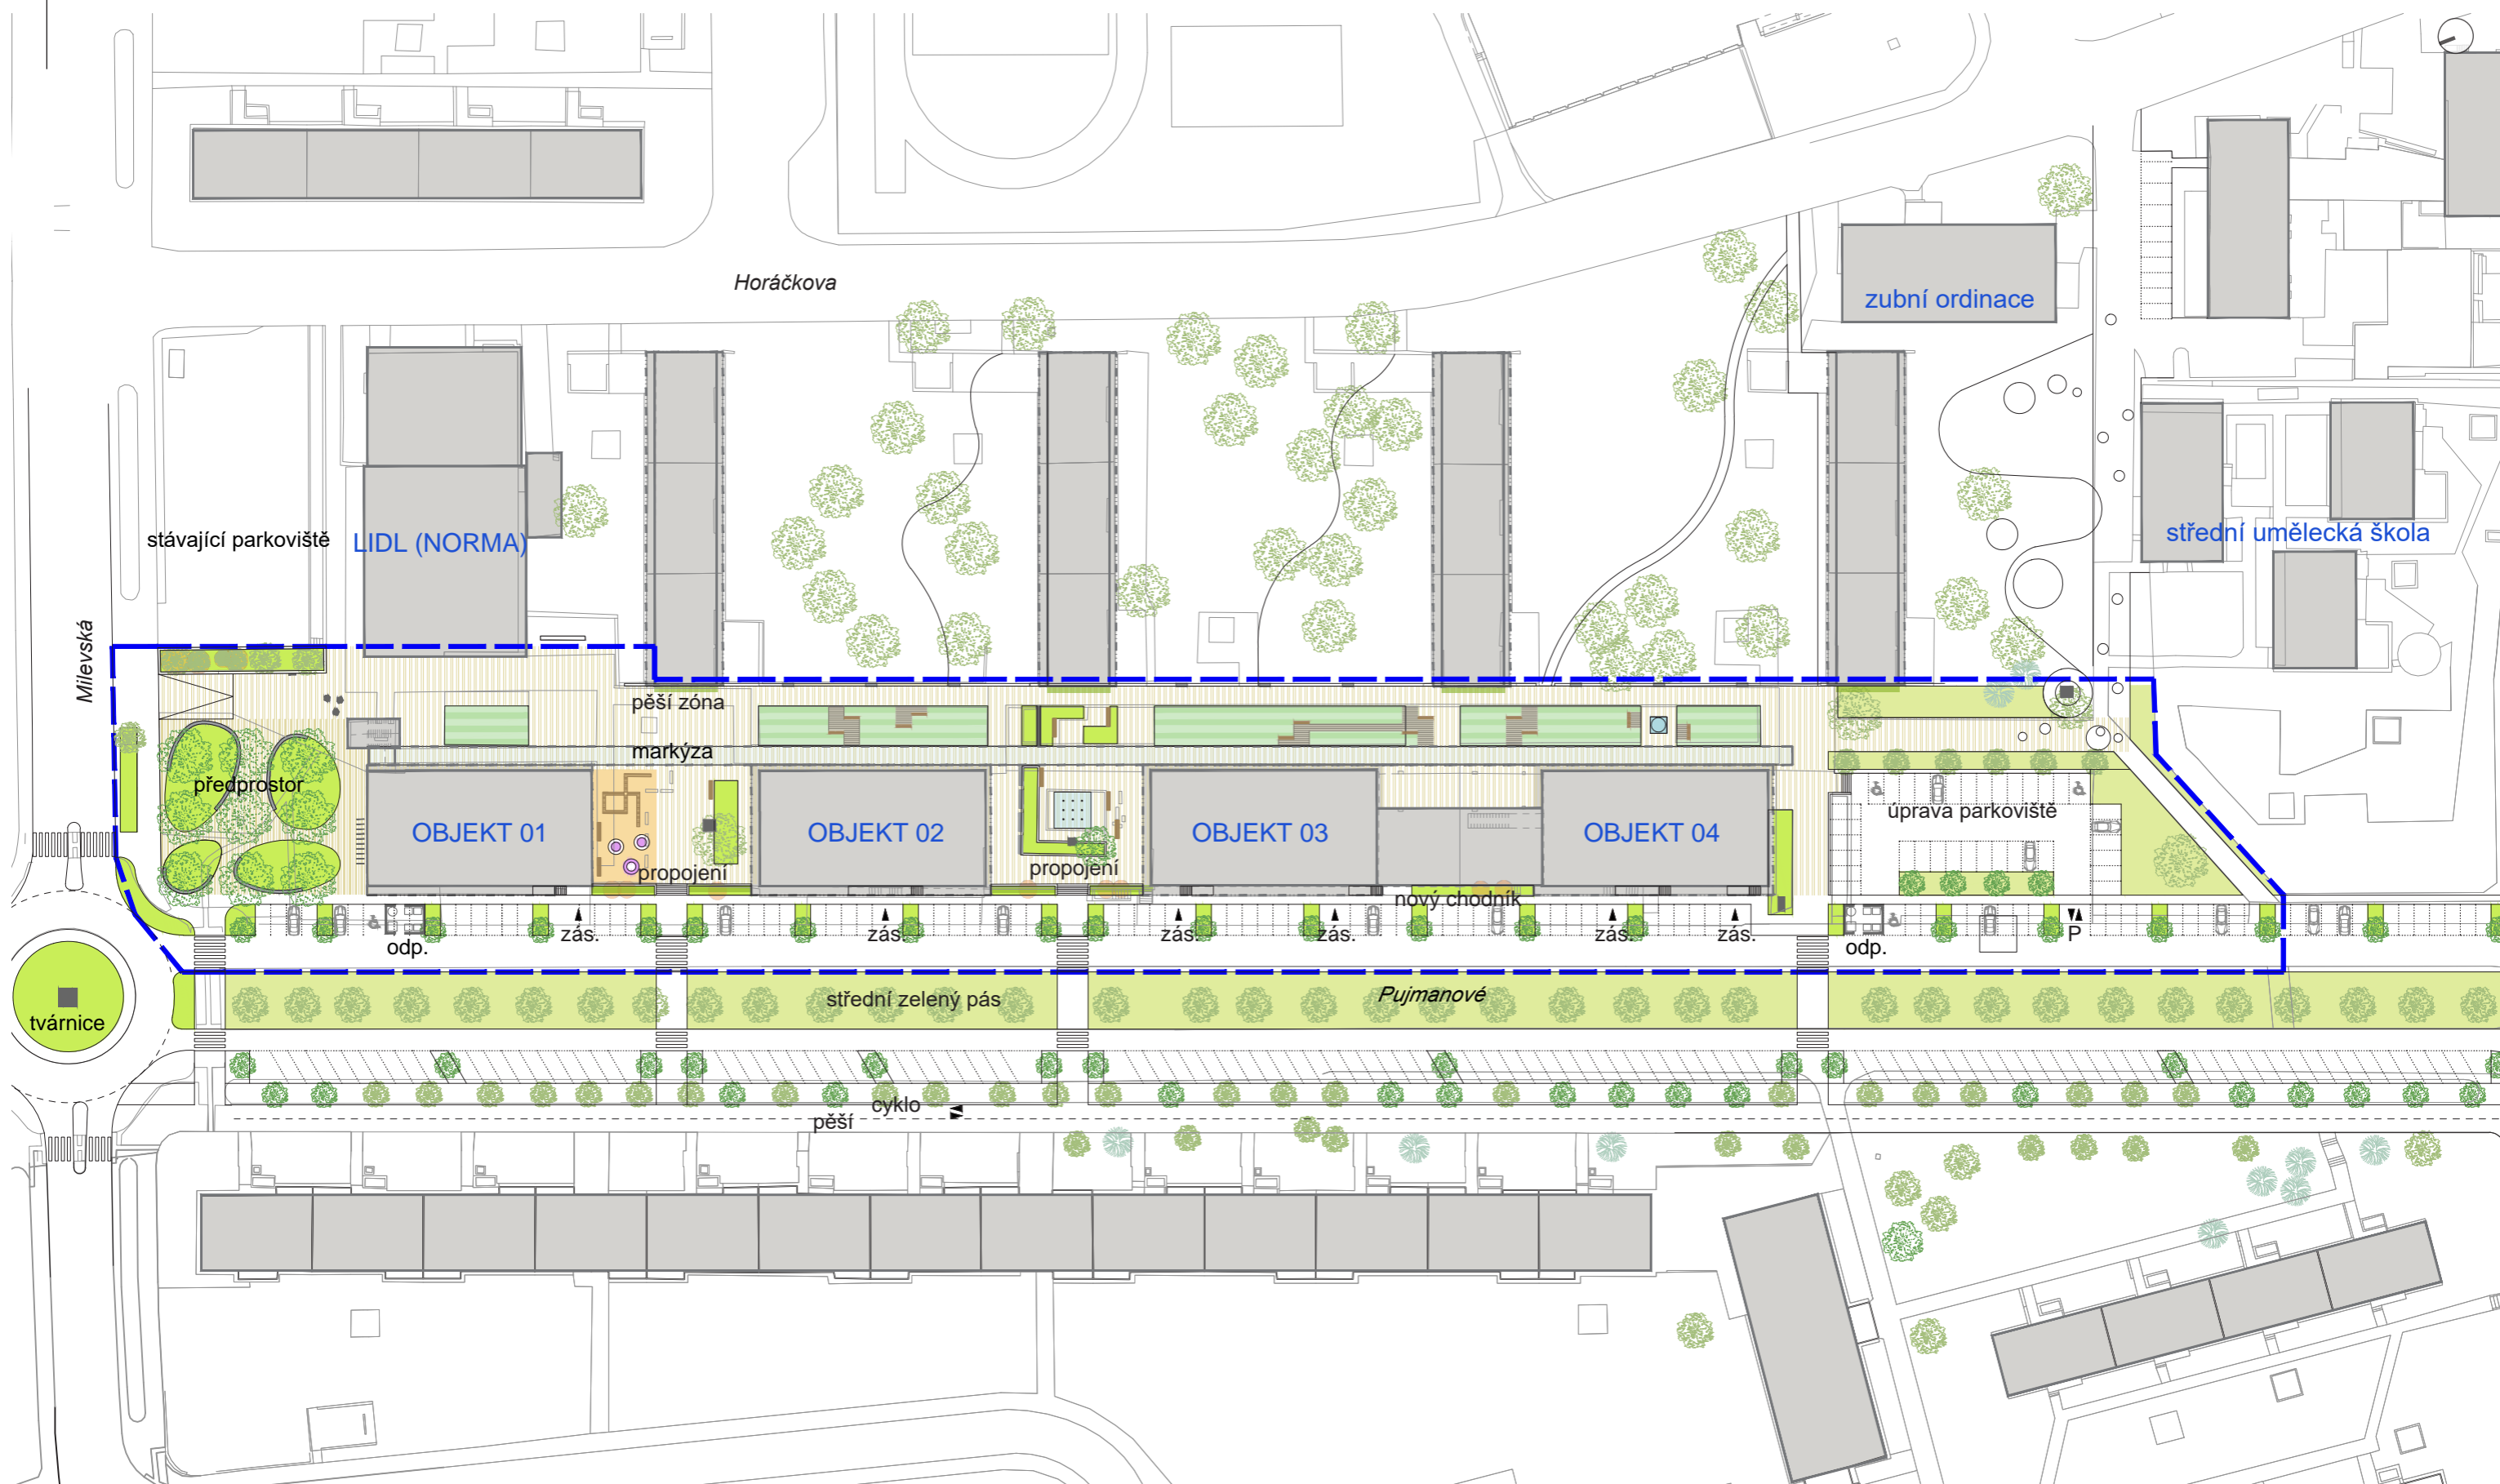 Horáčkova
zubní ordinace
stávající parkoviště
LIDL (NORMA)
střední umělecká škola
Milevská
pěší zóna
markýza
předprostor
úprava parkoviště
OBJEKT 01
OBJEKT 02
OBJEKT 03
OBJEKT 04
propojení
propojení
nový chodník
odp.
zás.
zás.
zás.
zás.
zás.
zás.
odp.
P
střední zelený pás
Pujmanové
tvárnice
cyklo
pěší